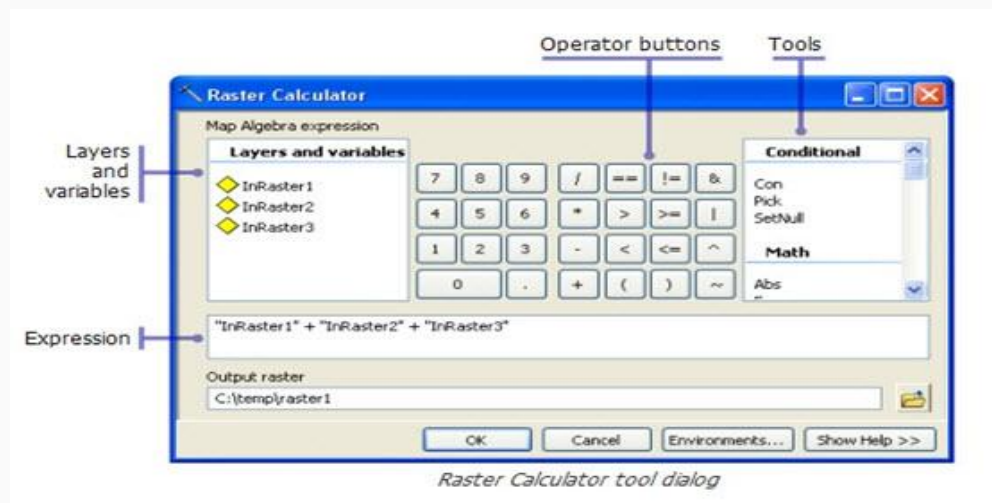 Operator buttons Tools
Raster Calculator
Map Algebra expression
Layers and variables
Layers and variables
InRaster1
InRaster2
InRaster3
7 8 9 / == != &
4 5 6 * > >= |
1 2 3 - < <= ^
0 . + ( ) ~
Conditional
Con
Pick
SetNull
Math
Abs
Expression
"InRaster1" + "InRaster2" + "InRaster3"
Output raster
C:\temp\raster1
OK Cancel Environments... Show Help >>
Raster Calculator tool dialog